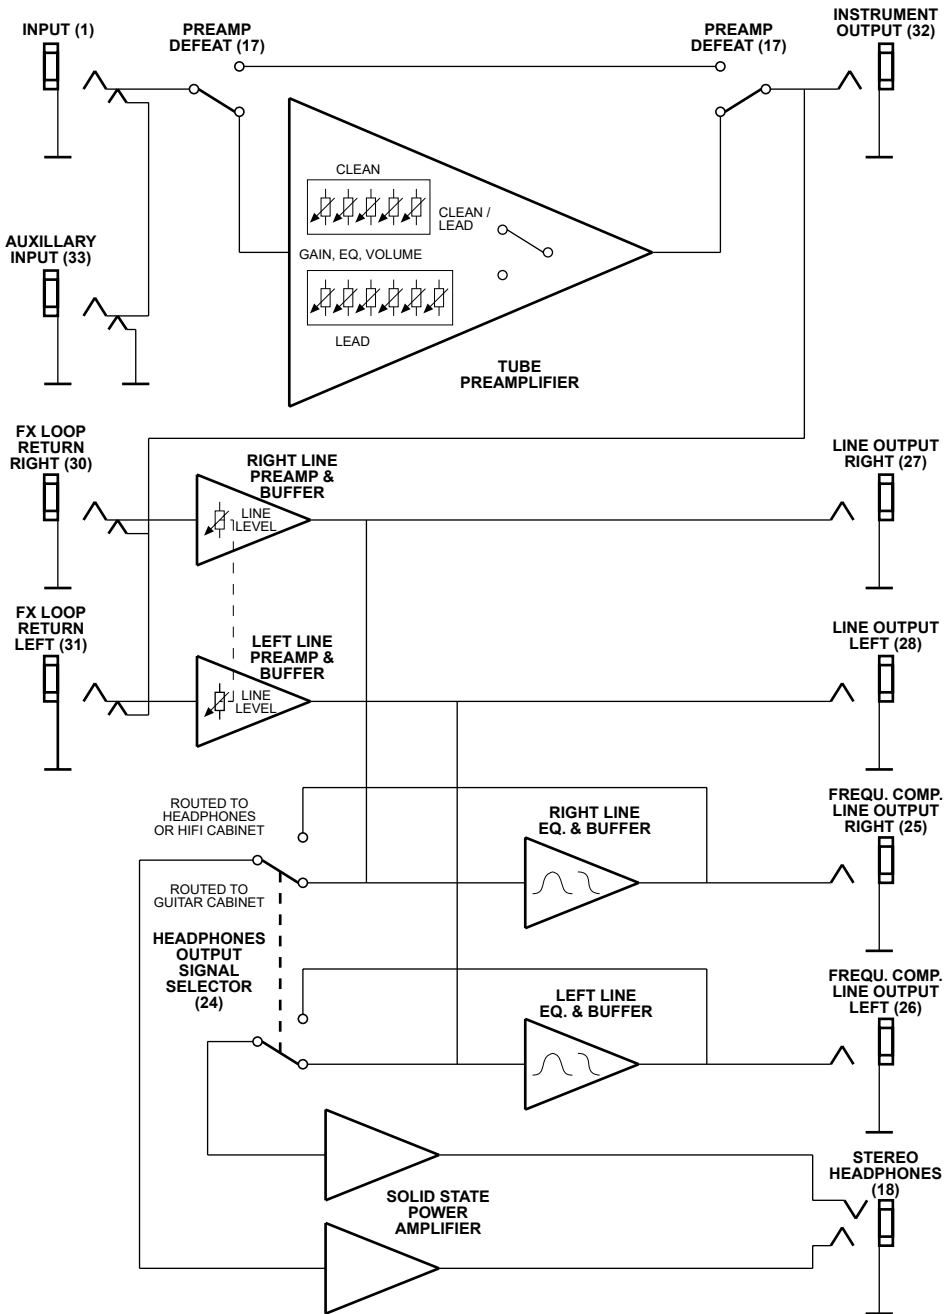 INPUT (1)
PREAMP
DEFEAT (17)
PREAMP
DEFEAT (17)
INSTRUMENT
OUTPUT (32)
CLEAN
CLEAN /
LEAD
GAIN, EQ, VOLUME
LEAD
AUXILLARY
INPUT (33)
TUBE
PREAMPLIFIER
FX LOOP
RETURN
RIGHT (30)
RIGHT LINE
PREAMP &
BUFFER
LINE
LEVEL
LINE OUTPUT
RIGHT (27)
FX LOOP
RETURN
LEFT (31)
LEFT LINE
PREAMP &
BUFFER
LINE
LEVEL
LINE OUTPUT
LEFT (28)
ROUTED TO
HEADPHONES
OR HIFI CABINET
RIGHT LINE
EQ. & BUFFER
FREQU. COMP.
LINE OUTPUT
RIGHT (25)
ROUTED TO
GUITAR CABINET
HEADPHONES
OUTPUT
SIGNAL
SELECTOR
(24)
LEFT LINE
EQ. & BUFFER
FREQU. COMP.
LINE OUTPUT
LEFT (26)
SOLID STATE
POWER
AMPLIFIER
STEREO
HEADPHONES
(18)